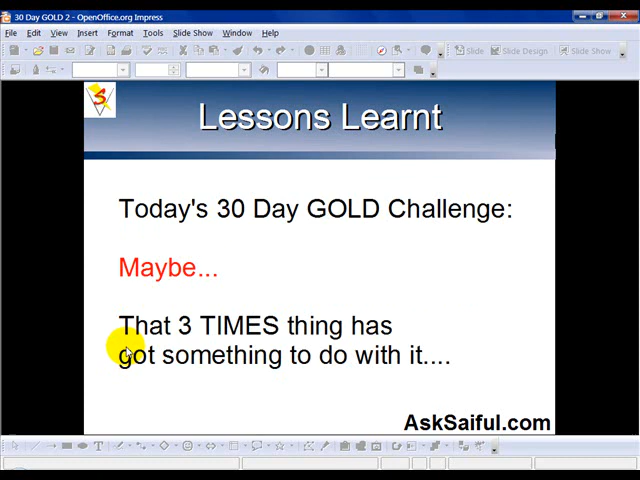 30 Day GOLD 2 - OpenOffice.org Impress
File Edit View Insert Format Tools Slide Show Window Help
Slide Slide Design Slide Show
S
Lessons Learnt
Today's 30 Day GOLD Challenge:
Maybe...
That 3 TIMES thing has
got something to do with it....
AskSaiful.com